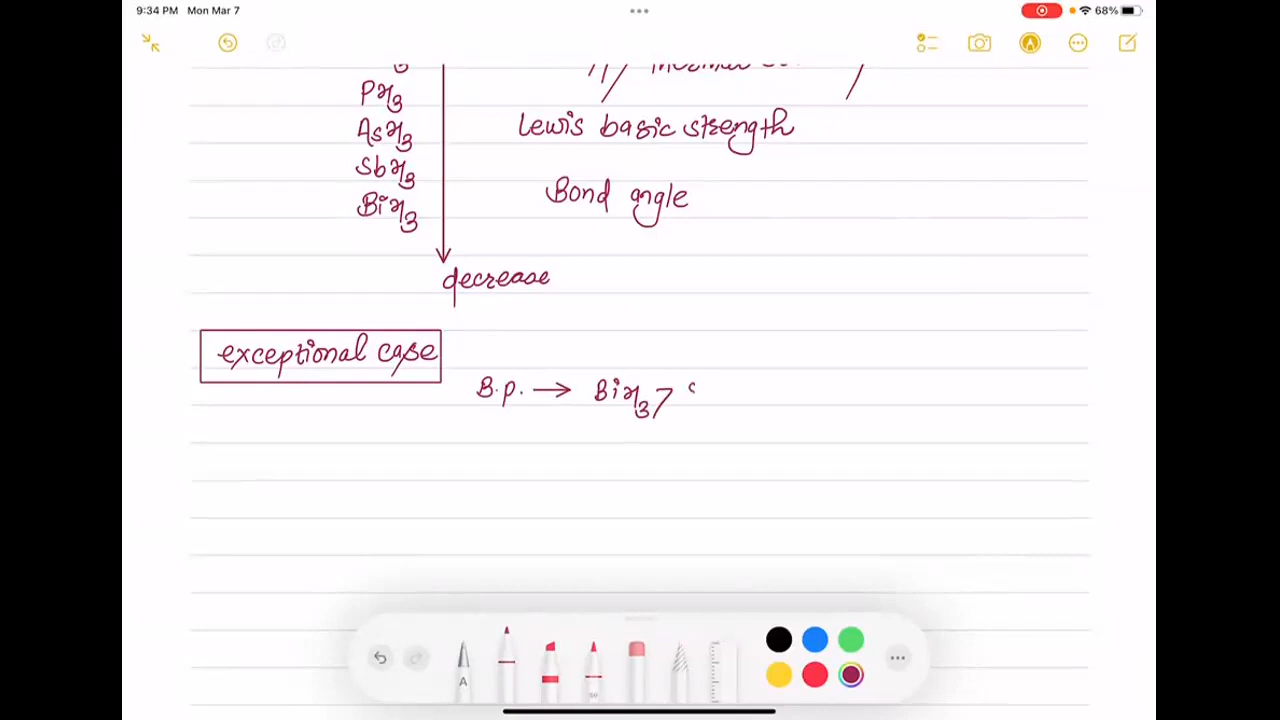 9:34 PM Mon Mar 7
68%
PH₃
AsH₃
Lewis basic strength
SbH₃
Bond angle
BiH₃
decrease
exceptional case
B.p. → BiH₃ > S
A
50